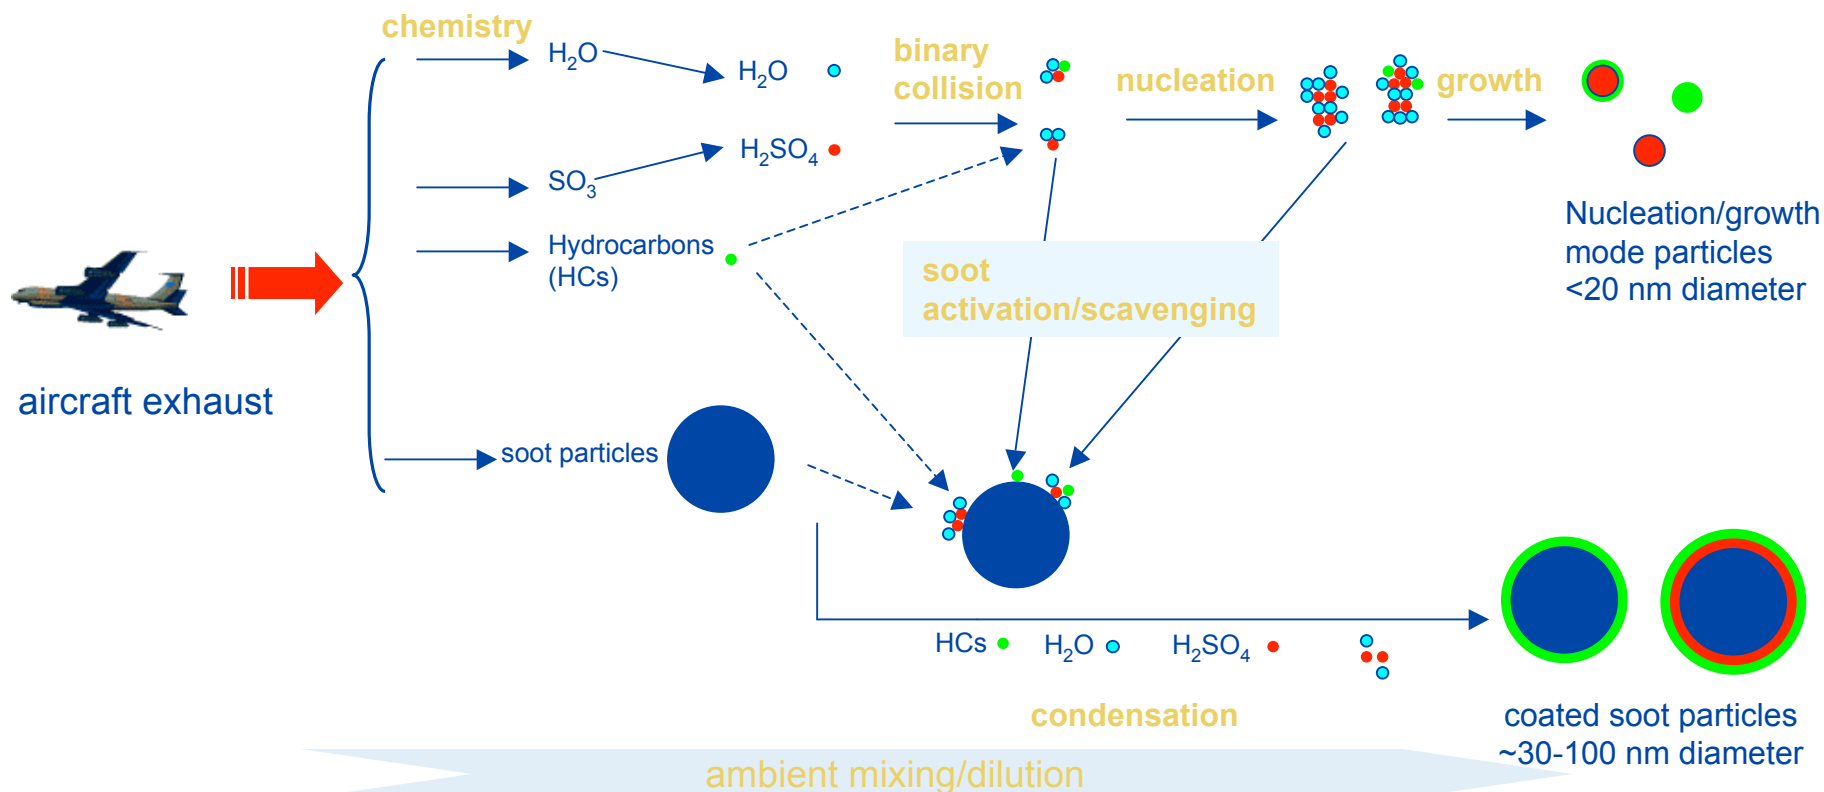 chemistry
H₂O
H₂O
binary
collision
nucleation
growth
H₂SO₄
SO₃
Hydrocarbons
(HCs)
Nucleation/growth
mode particles
<20 nm diameter
soot
activation/scavenging
aircraft exhaust
soot particles
HCs
H₂O
H₂SO₄
condensation
coated soot particles
~30-100 nm diameter
ambient mixing/dilution